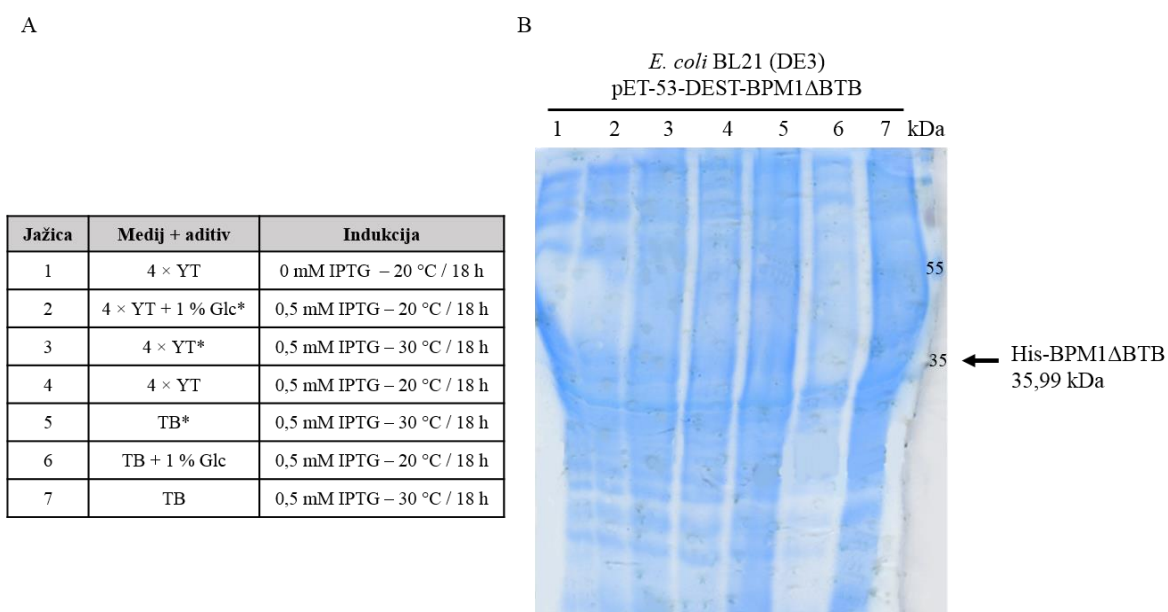 A
Jažica Medij + aditiv Indukcija
1 4 × YT 0 mM IPTG – 20 °C / 18 h
2 4 × YT + 1 % Glc* 0,5 mM IPTG – 20 °C / 18 h
3 4 × YT* 0,5 mM IPTG – 30 °C / 18 h
4 4 × YT 0,5 mM IPTG – 20 °C / 18 h
5 TB* 0,5 mM IPTG – 30 °C / 18 h
6 TB + 1 % Glc 0,5 mM IPTG – 20 °C / 18 h
7 TB 0,5 mM IPTG – 30 °C / 18 h
B
E. coli BL21 (DE3)
pET-53-DEST-BPM1ΔBTB
1 2 3 4 5 6 7 kDa
55
35
His-BPM1ΔBTB
35,99 kDa